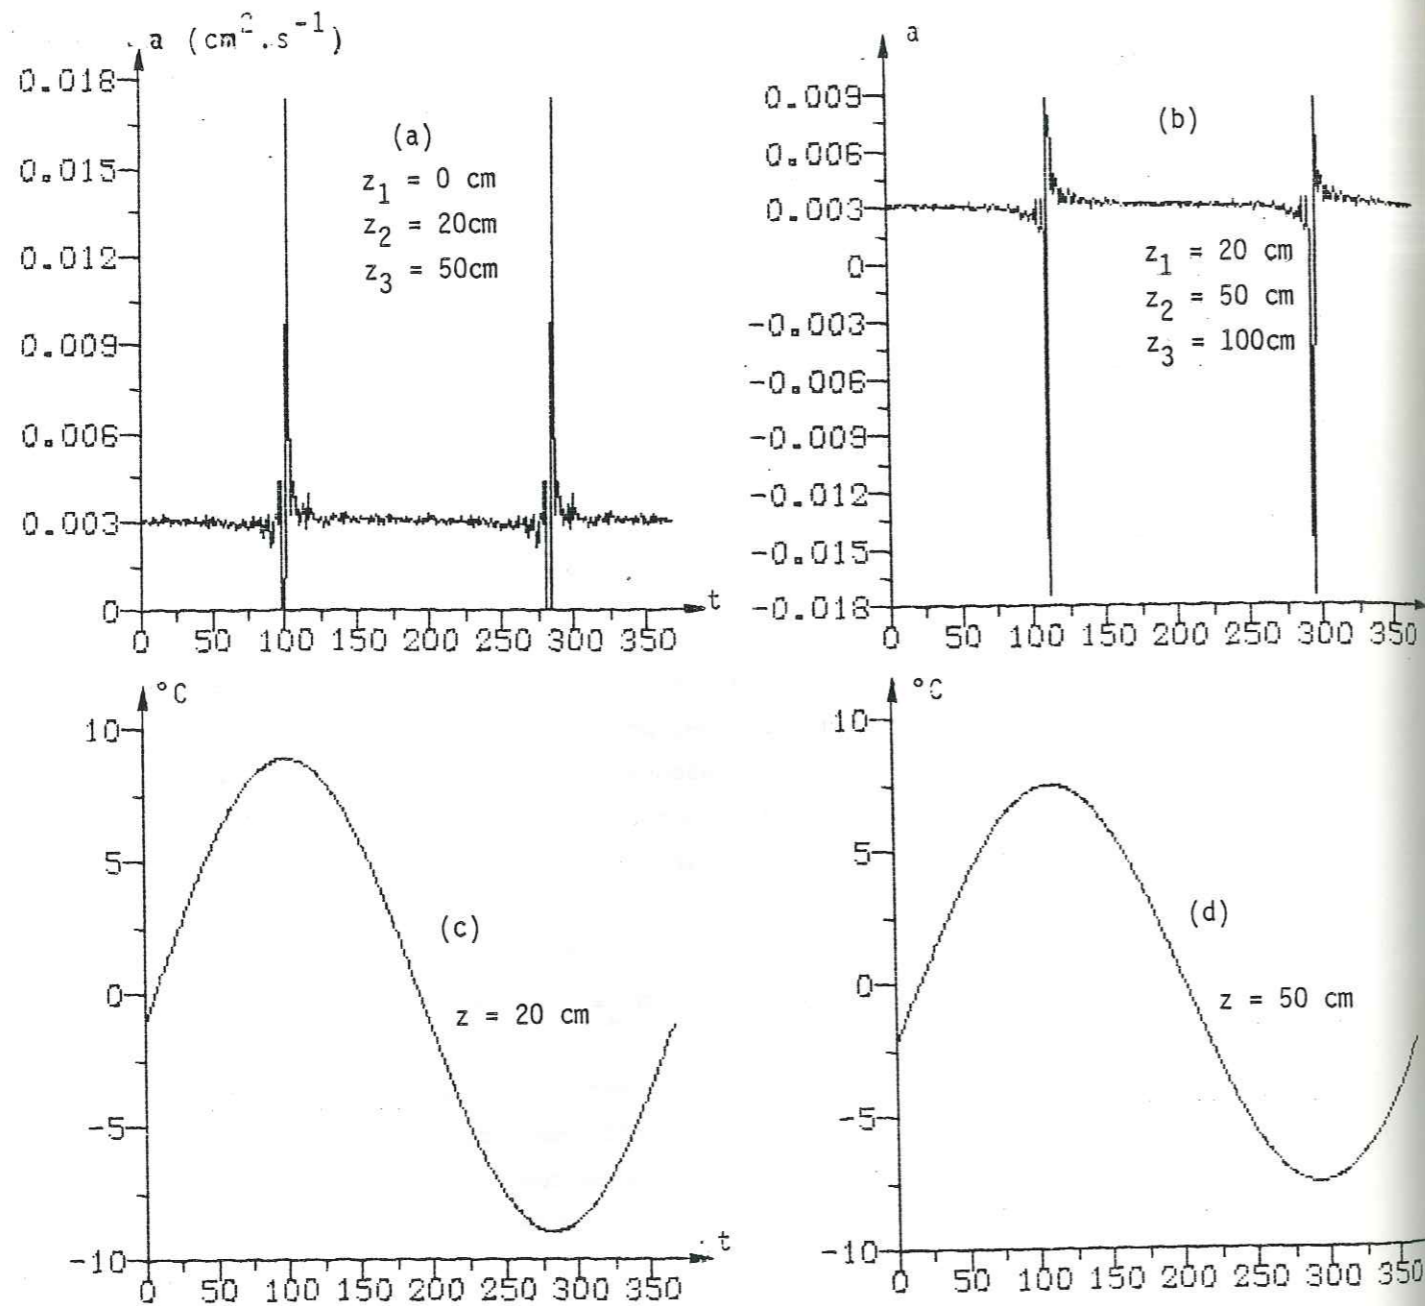 a (cm².s⁻¹)
0.018
0.015
0.012
0.009
0.006
0.003
0
(a)
z₁ = 0 cm
z₂ = 20cm
z₃ = 50cm
t
0 50 100 150 200 250 300 350
a
0.009
0.006
0.003
0
-0.003
-0.006
-0.009
-0.012
-0.015
-0.018
(b)
z₁ = 20 cm
z₂ = 50 cm
z₃ = 100cm
0 50 100 150 200 250 300 350
°C
10
5
0
-5
-10
(c)
z = 20 cm
t
0 50 100 150 200 250 300 350
°C
10
5
0
-5
-10
(d)
z = 50 cm
0 50 100 150 200 250 300 350